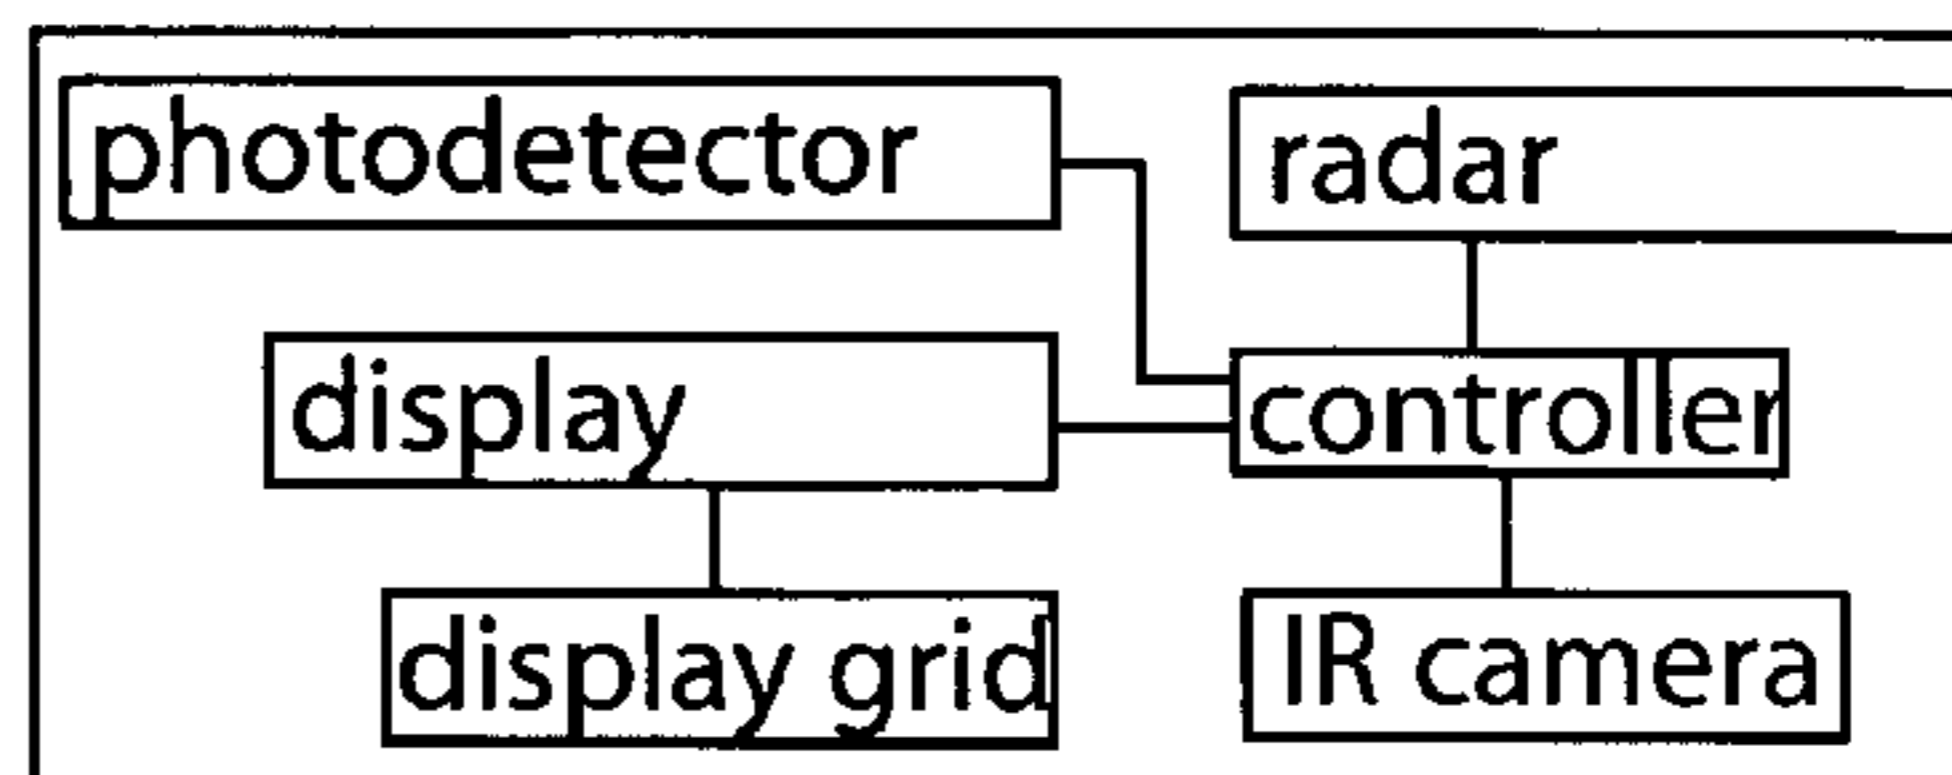 photodetector
radar
display
controller
display grid
IR camera